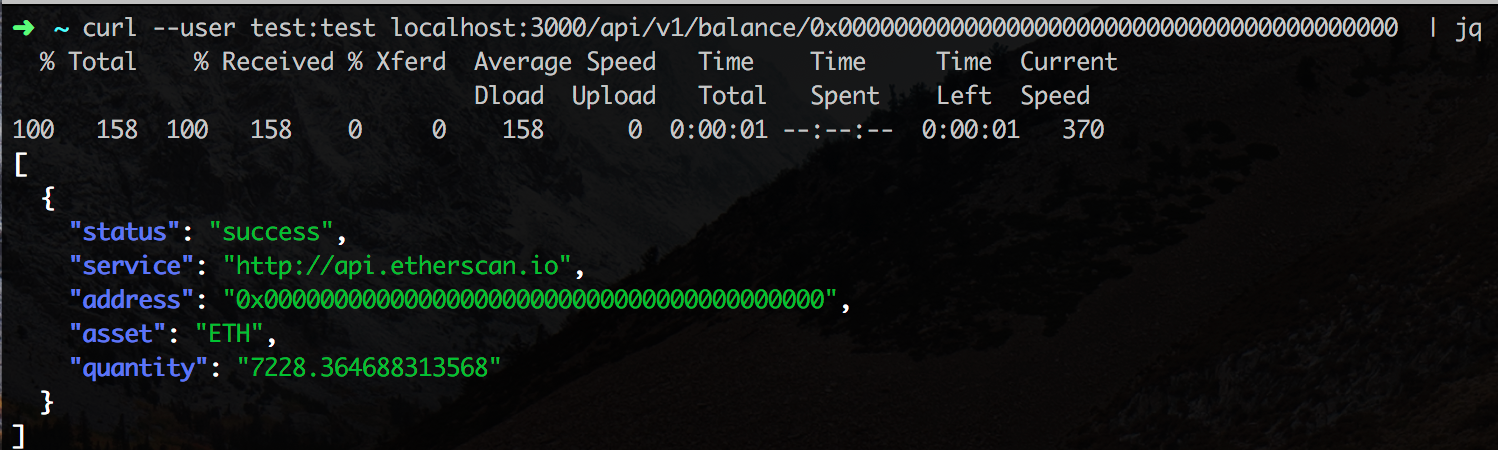 ➜ ~ curl --user test:test localhost:3000/api/v1/balance/0x0000000000000000000000000000000000000000 | jq
% Total % Received % Xferd Average Speed Time Time Time Current
Dload Upload Total Spent Left Speed
100 158 100 158 0 0 158 0 0:00:01 --:--:-- 0:00:01 370
[
{
"status": "success",
"service": "http://api.etherscan.io",
"address": "0x0000000000000000000000000000000000000000",
"asset": "ETH",
"quantity": "7228.364688313568"
}
]